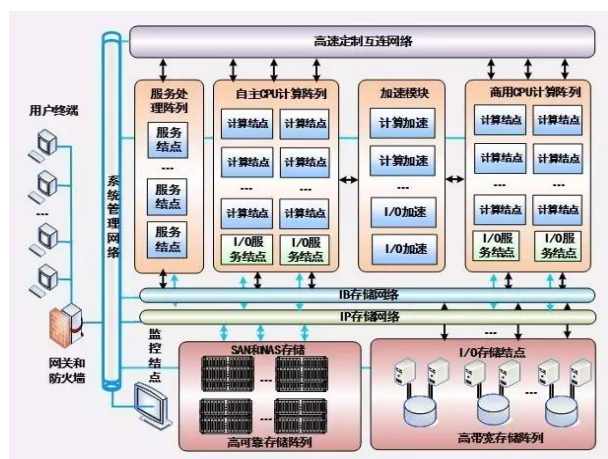 高速定制互连网络
用户终端
---
系统管理网络
服务处
理阵列
服务
结点
---
服务
结点
服务
结点
自主CPU计算阵列
计算结点 计算结点
计算结点 计算结点
---
计算结点 计算结点
I/O服
务结点
I/O服
务结点
加速模块
计算加速
计算加速
---
I/O加速
I/O加速
商用CPU计算阵列
计算结点 计算结点
计算结点 计算结点
---
计算结点 计算结点
I/O服
务结点
I/O服
务结点
IB存储网络
IP存储网络
网关和
防火墙
监控结点
SAN和NAS存储
---
---
高可靠存储阵列
---
I/O存储结点
---
高带宽存储阵列